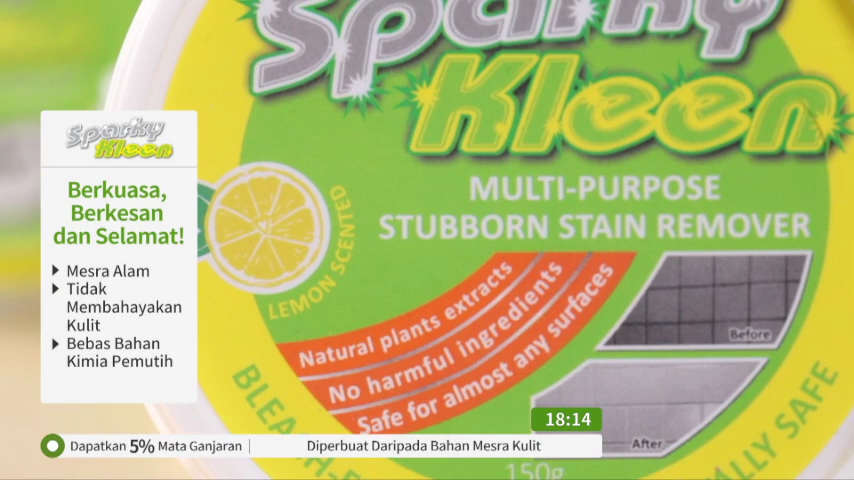 Sparky
Kleen
MULTI-PURPOSE
STUBBORN STAIN REMOVER
LEMON SCENTED
Natural plants extracts
No harmful ingredients
Safe for almost any surfaces
Before
After
150g
Sparky
Kleen
Berkuasa,
Berkesan
dan Selamat!
Mesra Alam
Tidak
Membahayakan
Kulit
Bebas Bahan
Kimia Pemutih
18:14
Dapatkan 5% Mata Ganjaran
Diperbuat Daripada Bahan Mesra Kulit